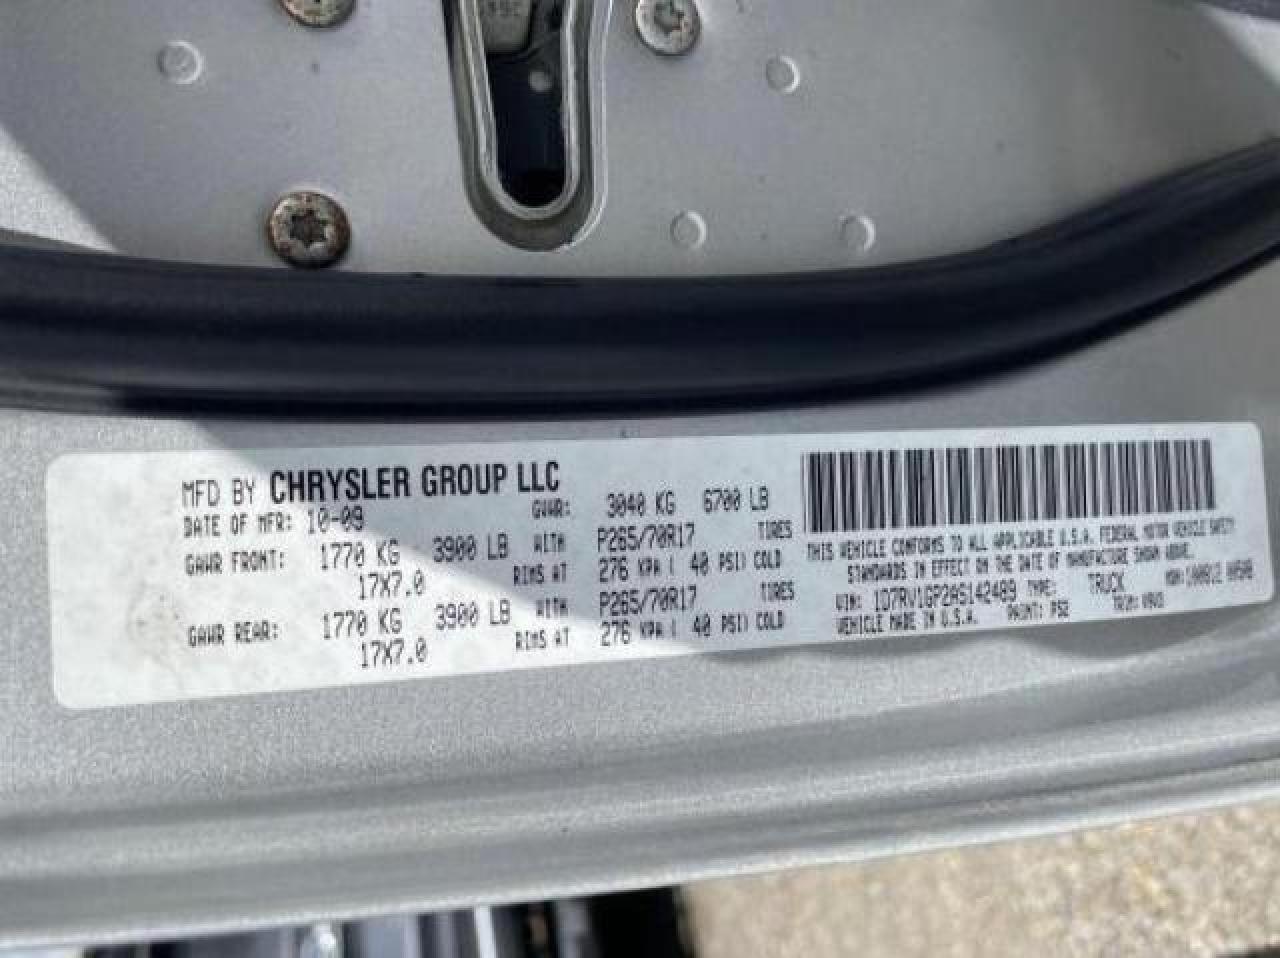 MFD BY CHRYSLER GROUP LLC
DATE OF MFR: 10-09 GVWR: 3040 KG 6700 LB
GAWR FRONT: 1770 KG 3900 LB WITH P265/70R17 TIRES
17X7.0 RIMS AT 276 KPA ( 40 PSI) COLD
GAWR REAR: 1770 KG 3900 LB WITH P265/70R17 TIRES
17X7.0 RIMS AT 276 KPA ( 40 PSI) COLD
THIS VEHICLE CONFORMS TO ALL APPLICABLE U.S.A. FEDERAL MOTOR VEHICLE SAFETY
STANDARDS IN EFFECT ON THE DATE OF MANUFACTURE SHOWN ABOVE.
VIN: 1D7RV1GP2AS142489 TYPE: TRUCK
VEHICLE MADE IN U.S.A. PAINT: PS2 TRIM: